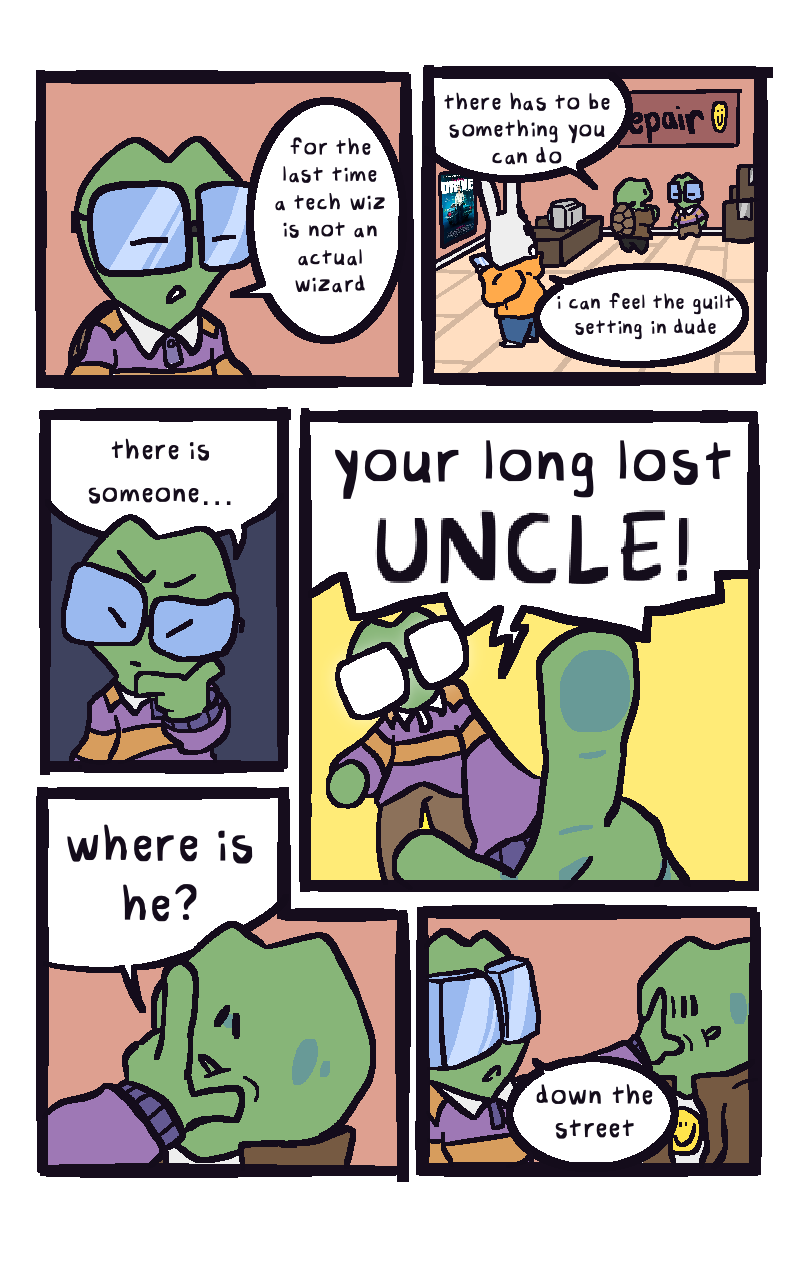 for the
last time
a tech wiz
is not an
actual
wizard
there has to be
something you
can do
epair
DRIVE
i can feel the guilt
setting in dude
there is
someone...
your long lost
UNCLE!
where is
he?
down the
street